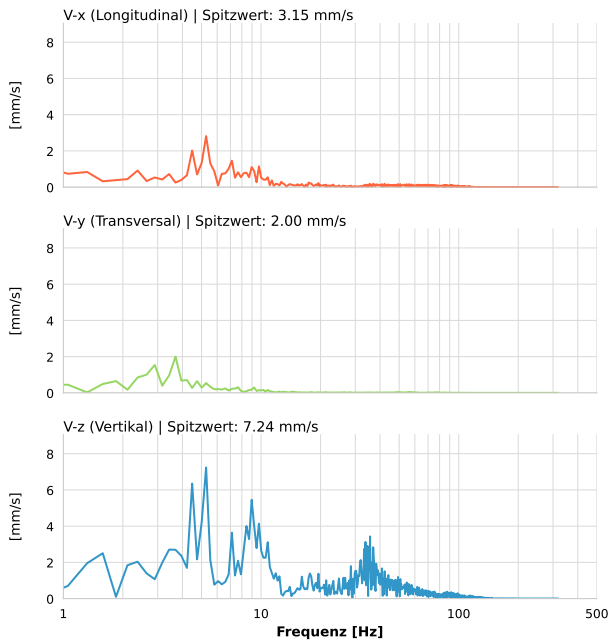 V-x (Longitudinal) | Spitzwert: 3.15 mm/s
8
6
4
2
0
[mm/s]
V-y (Transversal) | Spitzwert: 2.00 mm/s
8
6
4
2
0
[mm/s]
V-z (Vertikal) | Spitzwert: 7.24 mm/s
8
6
4
2
0
[mm/s]
1 10 100 500
Frequenz [Hz]